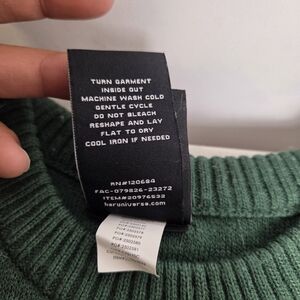 TURN GARMENT
INSIDE OUT
MACHINE WASH COLD
GENTLE CYCLE
DO NOT BLEACH
RESHAPE AND LAY
FLAT TO DRY
COOL IRON IF NEEDED
RN#120684
FAC-079826-23272
ITEM#20976532
heruniverse.com